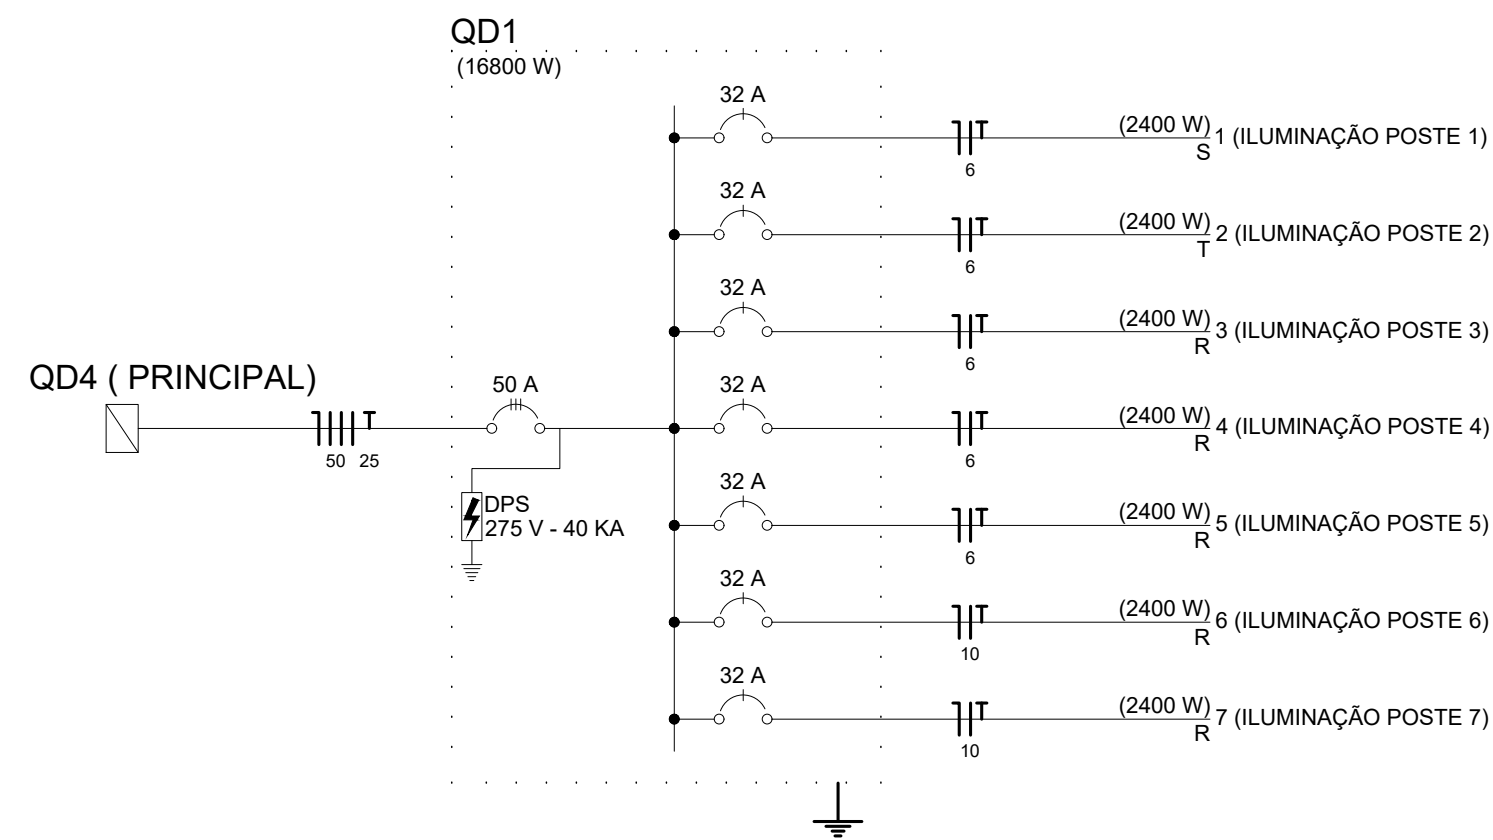 QD1
(16800 W)
32 A
(2400 W)
1 (ILUMINAÇÃO POSTE 1)
S
6
32 A
(2400 W)
2 (ILUMINAÇÃO POSTE 2)
T
6
32 A
(2400 W)
3 (ILUMINAÇÃO POSTE 3)
R
6
QD4 ( PRINCIPAL)
50 25
50 A
32 A
(2400 W)
4 (ILUMINAÇÃO POSTE 4)
R
6
DPS
275 V - 40 KA
32 A
(2400 W)
5 (ILUMINAÇÃO POSTE 5)
R
6
32 A
(2400 W)
6 (ILUMINAÇÃO POSTE 6)
R
10
32 A
(2400 W)
7 (ILUMINAÇÃO POSTE 7)
R
10